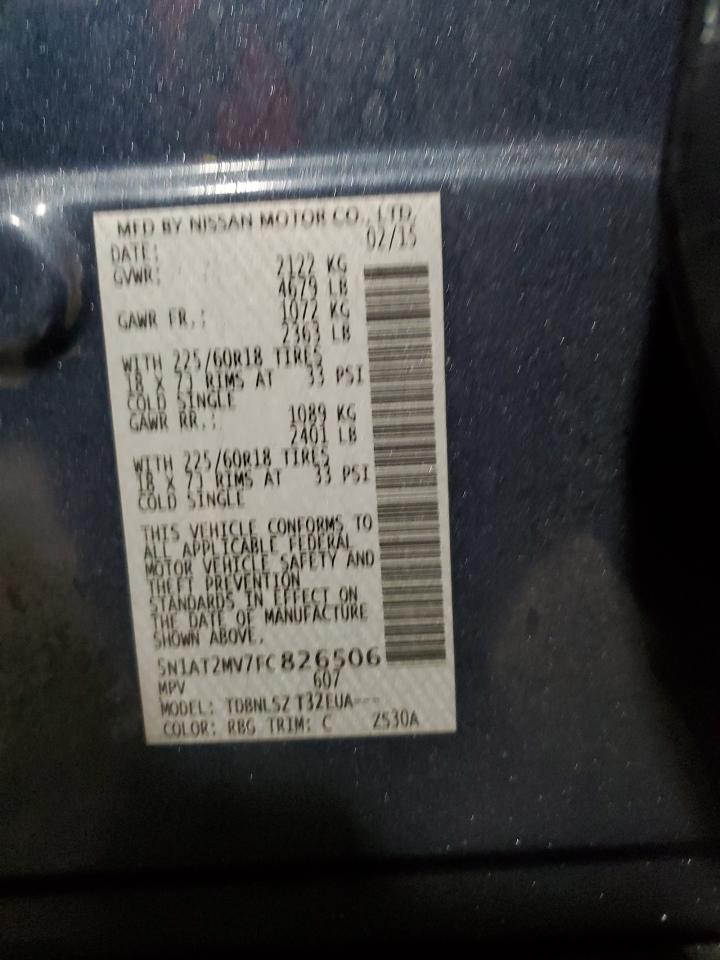 MFD BY NISSAN MOTOR CO., LTD.
DATE: 02/15
GVWR: 2122 KG
4679 LB
GAWR FR.: 1072 KG
2363 LB
WITH 225/60R18 TIRES
18 X 7J RIMS AT 33 PSI
COLD SINGLE
GAWR RR.: 1089 KG
2401 LB
WITH 225/60R18 TIRES
18 X 7J RIMS AT 33 PSI
COLD SINGLE
THIS VEHICLE CONFORMS TO
ALL APPLICABLE FEDERAL
MOTOR VEHICLE SAFETY AND
THEFT PREVENTION
STANDARDS IN EFFECT ON
THE DATE OF MANUFACTURE
SHOWN ABOVE.
5N1AT2MV7FC826506
MPV 607
MODEL: TDBNLSZ T32EUA---
COLOR: RBG TRIM: C ZS30A